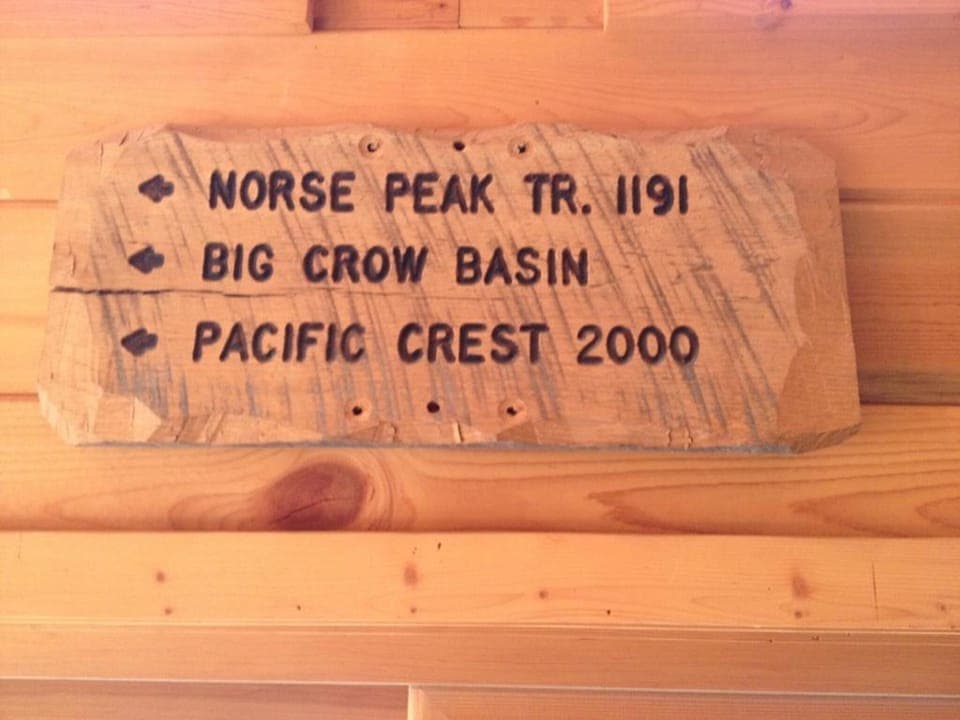 NORSE PEAK TR. 1191
BIG CROW BASIN
PACIFIC CREST 2000